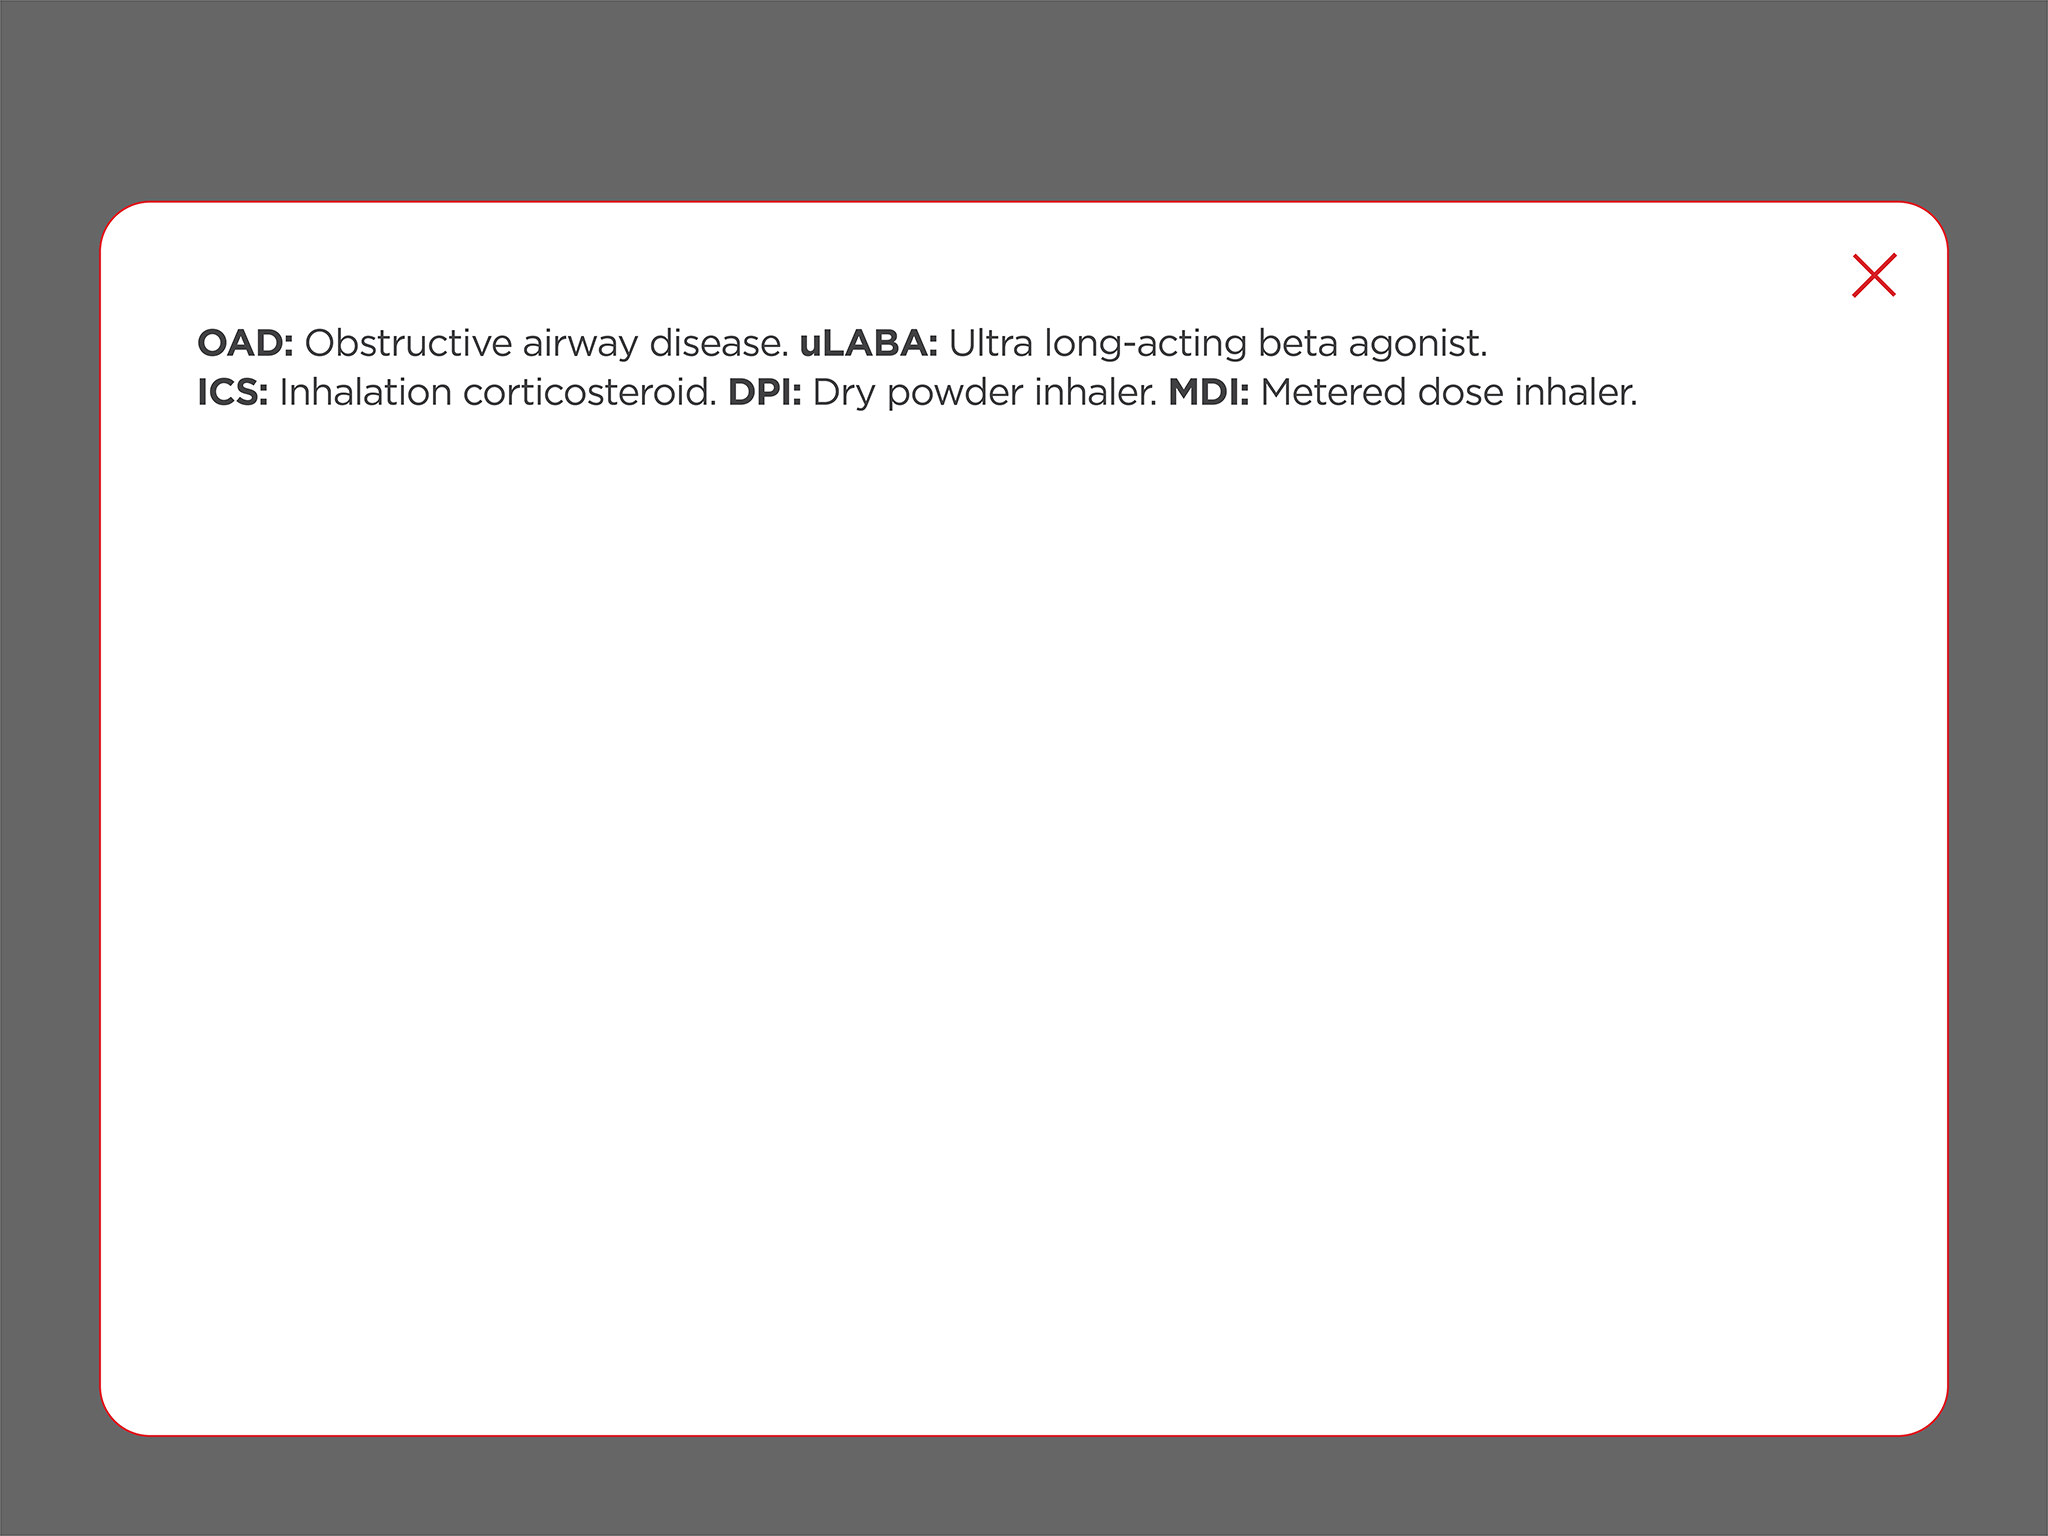 OAD: Obstructive airway disease. uLABA: Ultra long-acting beta agonist.
ICS: Inhalation corticosteroid. DPI: Dry powder inhaler. MDI: Metered dose inhaler.